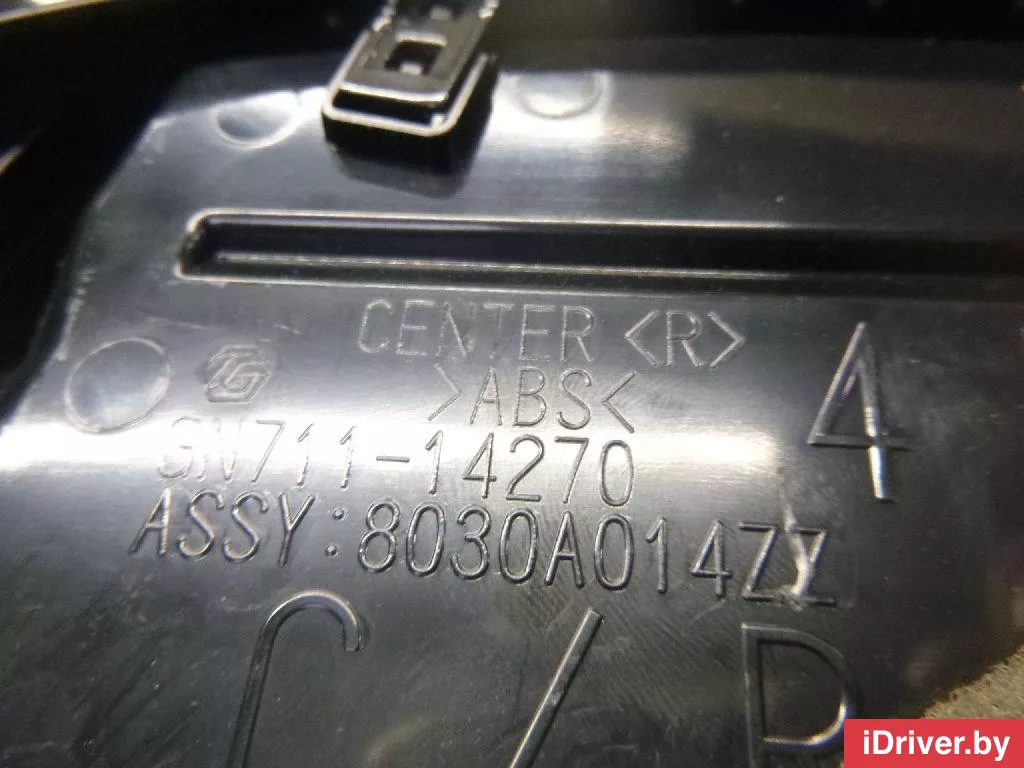 CENTER <R>
>ABS<
4
GN711-14270
ASSY:8030A014ZZ
C/R
iDriver.by